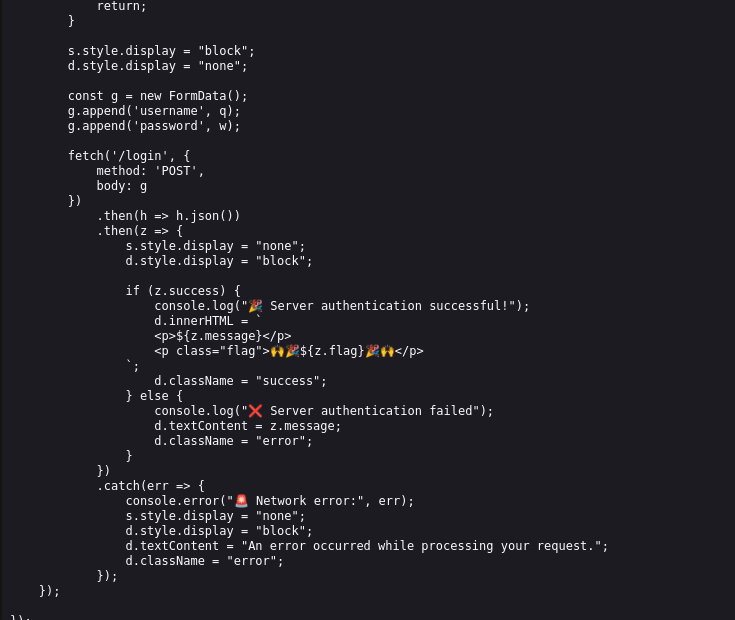 return;
        }

        s.style.display = "block";
        d.style.display = "none";

        const g = new FormData();
        g.append('username', q);
        g.append('password', w);

        fetch('/login', {
            method: 'POST',
            body: g
        })
            .then(h => h.json())
            .then(z => {
                s.style.display = "none";
                d.style.display = "block";

                if (z.success) {
                    console.log("🎉 Server authentication successful!");
                    d.innerHTML = `
                    <p>${z.message}</p>
                    <p class="flag">🙌🎉${z.flag}🎉🙌</p>
                `;
                    d.className = "success";
                } else {
                    console.log("❌ Server authentication failed");
                    d.textContent = z.message;
                    d.className = "error";
                }
            })
            .catch(err => {
                console.error("🚨 Network error:", err);
                s.style.display = "none";
                d.style.display = "block";
                d.textContent = "An error occurred while processing your request.";
                d.className = "error";
            });
    });

});